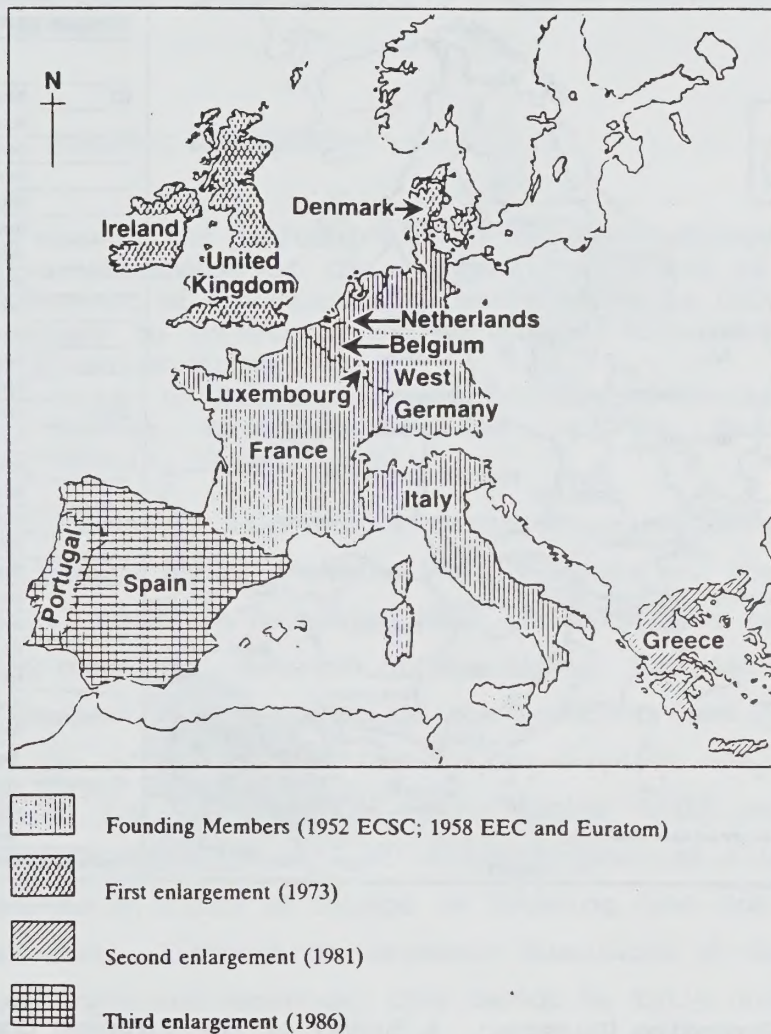 N
Denmark
Ireland
United
Kingdom
Netherlands
Belgium
West
Luxembourg
Germany
France
Italy
Portugal
Spain
Greece
Founding Members (1952 ECSC; 1958 EEC and Euratom)
First enlargement (1973)
Second enlargement (1981)
Third enlargement (1986)